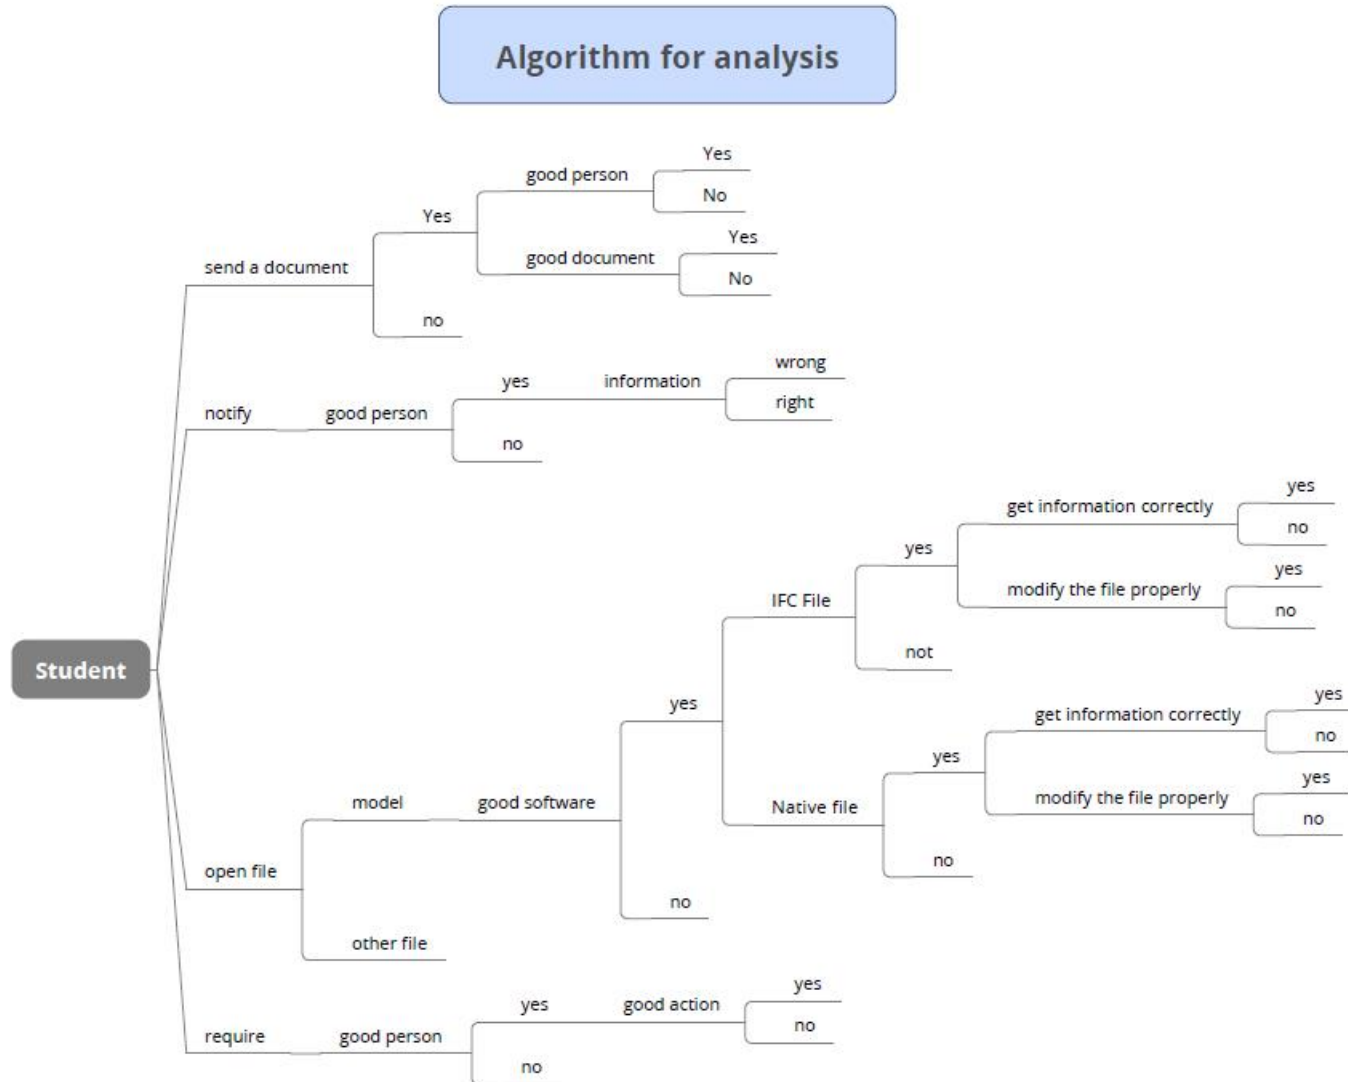 Algorithm for analysis
Student
send a document
Yes
good person
Yes
No
good document
Yes
No
no
notify
good person
yes
information
wrong
right
no
open file
model
good software
yes
IFC File
yes
get information correctly
yes
no
modify the file properly
yes
no
not
Native file
yes
get information correctly
yes
no
modify the file properly
yes
no
no
no
other file
require
good person
yes
good action
yes
no
no